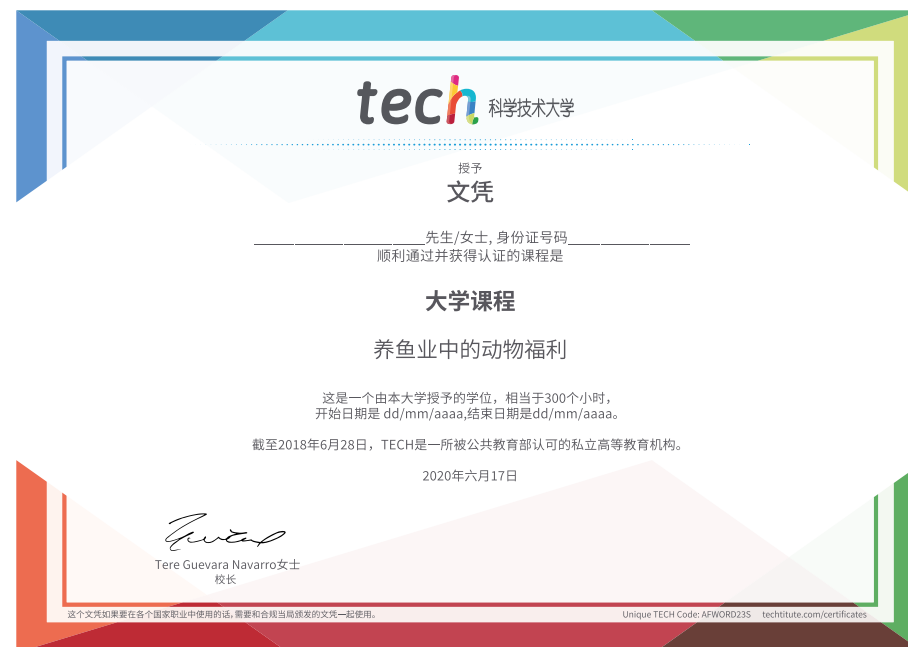 tech 科学技术大学
授予
文凭
先生/女士, 身份证号码
顺利通过并获得认证的课程是
大学课程
养鱼业中的动物福利
这是一个由本大学授予的学位，相当于300个小时，
开始日期是 dd/mm/aaaa,结束日期是dd/mm/aaaa。
截至2018年6月28日，TECH是一所被公共教育部认可的私立高等教育机构。
2020年六月17日
Tere Guevara Navarro女士
校长
这个文凭如果要在各个国家职业中使用的话,需要和合规当局颁发的文凭一起使用。
Unique TECH Code: AFWORD23S techtitute.com/certificates